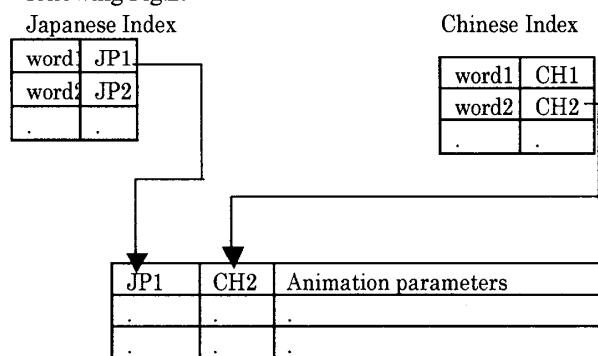 Japanese Index
Chinese Index
word1 JP1
word2 JP2
. .
word1 CH1
word2 CH2
. .
JP1 CH2 Animation parameters
. . .
. . .